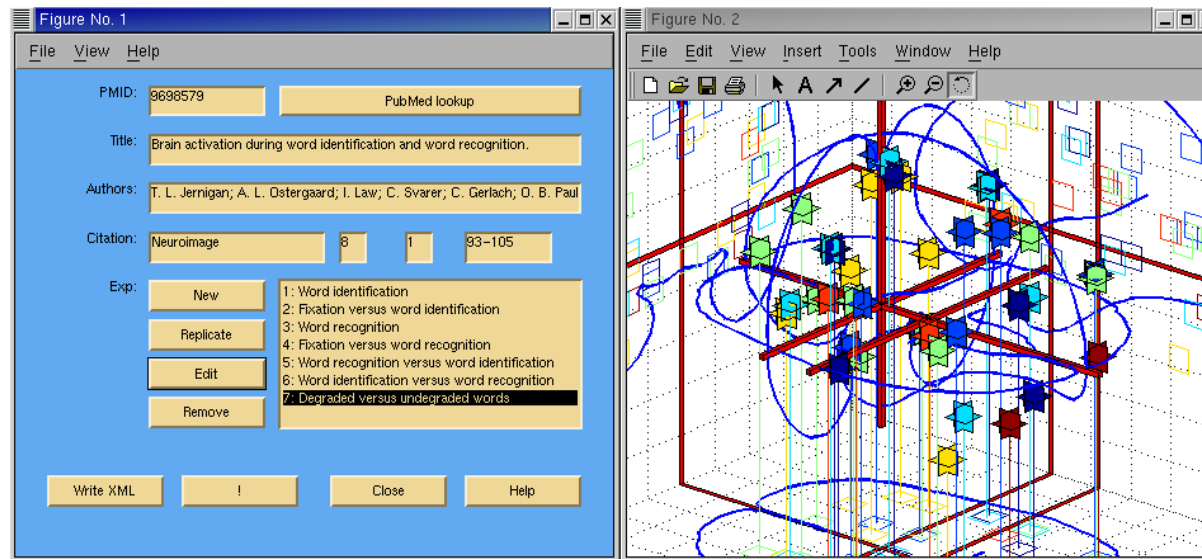 Figure No. 1
File View Help
PMID: 9698579 PubMed lookup
Title: Brain activation during word identification and word recognition.
Authors: T. L. Jernigan; A. L. Ostergaard; I. Law; C. Svarer; C. Gerlach; O. B. Paul
Citation: Neuroimage 8 1 93-105
Exp: New
Replicate
Edit
Remove
1: Word identification
2: Fixation versus word identification
3: Word recognition
4: Fixation versus word recognition
5: Word recognition versus word identification
6: Word identification versus word recognition
7: Degraded versus undegraded words
Write XML ! Close Help
Figure No. 2
File Edit View Insert Tools Window Help
A